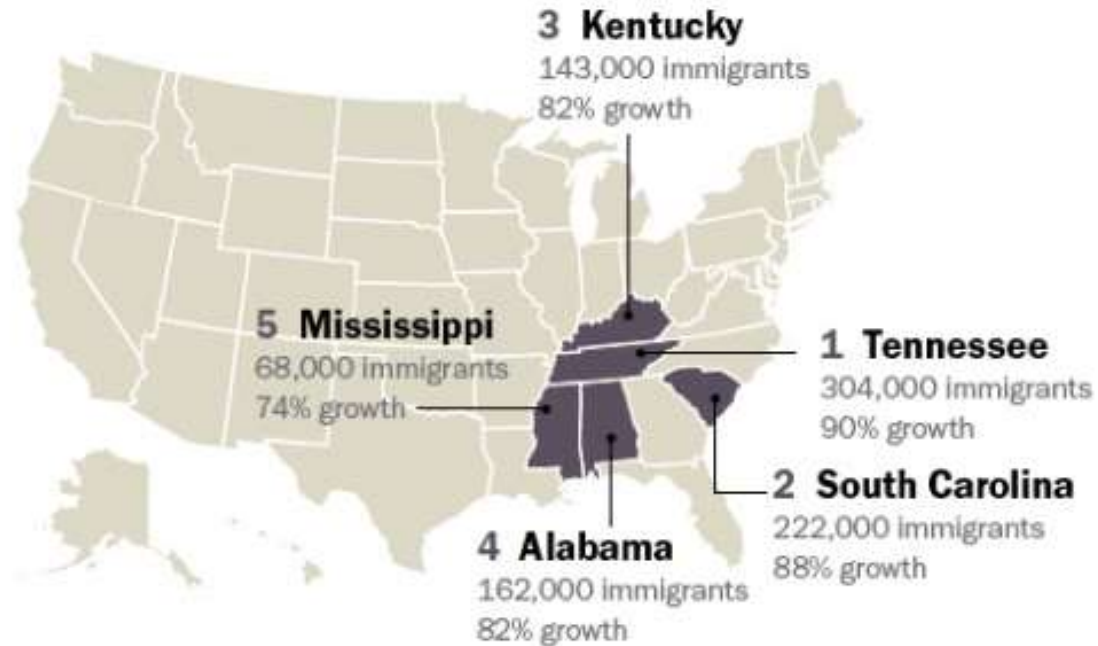 3 Kentucky
143,000 immigrants
82% growth
5 Mississippi
68,000 immigrants
74% growth
1 Tennessee
304,000 immigrants
90% growth
2 South Carolina
222,000 immigrants
88% growth
4 Alabama
162,000 immigrants
82% growth